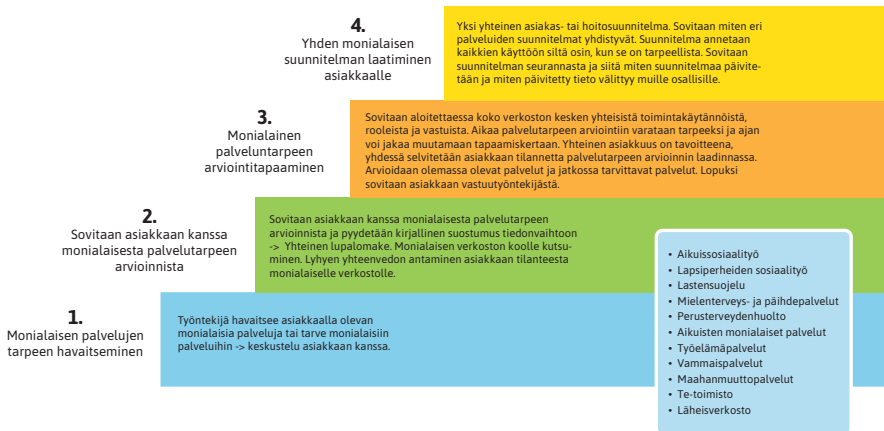 4.
Yhden monialaisen
suunnitelman laatiminen
asiakkaalle
Yksi yhteinen asiakas- tai hoitosuunnitelma. Sovitaan miten eri
palveluiden suunnitelmat yhdistyvät. Suunnitelma annetaan
kaikkien käyttöön siltä osin, kun se on tarpeellista. Sovitaan
suunnitelman seurannasta ja siitä miten suunnitelmaa päivite-
tään ja miten päivitetty tieto välittyy muille osallisille.
3.
Monialainen
palveluntarpeen
arviointitapaaminen
Sovitaan aloitettaessa koko verkoston kesken yhteisistä toimintakäytännöistä,
rooleista ja vastuista. Aikaa palvelutarpeen arviointiin varataan tarpeeksi ja ajan
voi jakaa muutamaan tapaamiskertaan. Yhteinen asiakkuus on tavoitteena,
yhdessä selvitetään asiakkaan tilannetta palvelutarpeen arvioinnin laadinnassa.
Arvioidaan olemassa olevat palvelut ja jatkossa tarvittavat palvelut. Lopuksi
sovitaan asiakkaan vastuutyöntekijästä.
2.
Sovitaan asiakkaan kanssa
monialaisesta palvelutarpeen
arvioinnista
Sovitaan asiakkaan kanssa monialaisesta palvelutarpeen
arvioinnista ja pyydetään kirjallinen suostumus tiedonvaihtoon
-> Yhteinen lupalomake. Monialaisen verkoston koolle kutsu-
minen. Lyhyen yhteenvedon antaminen asiakkaan tilanteesta
monialaiselle verkostolle.
1.
Monialaisen palvelujen
tarpeen havaitseminen
Työntekijä havaitsee asiakkaalla olevan
monialaisia palveluja tai tarve monialaisiin
palveluihin -> keskustelu asiakkaan kanssa.
• Aikuissosiaalityö
• Lapsiperheiden sosiaalityö
• Lastensuojelu
• Mielenterveys- ja päihdepalvelut
• Perusterveydenhuolto
• Aikuisten monialaiset palvelut
• Työelämäpalvelut
• Vammaispalvelut
• Maahanmuuttopalvelut
• Te-toimisto
• Läheisverkosto